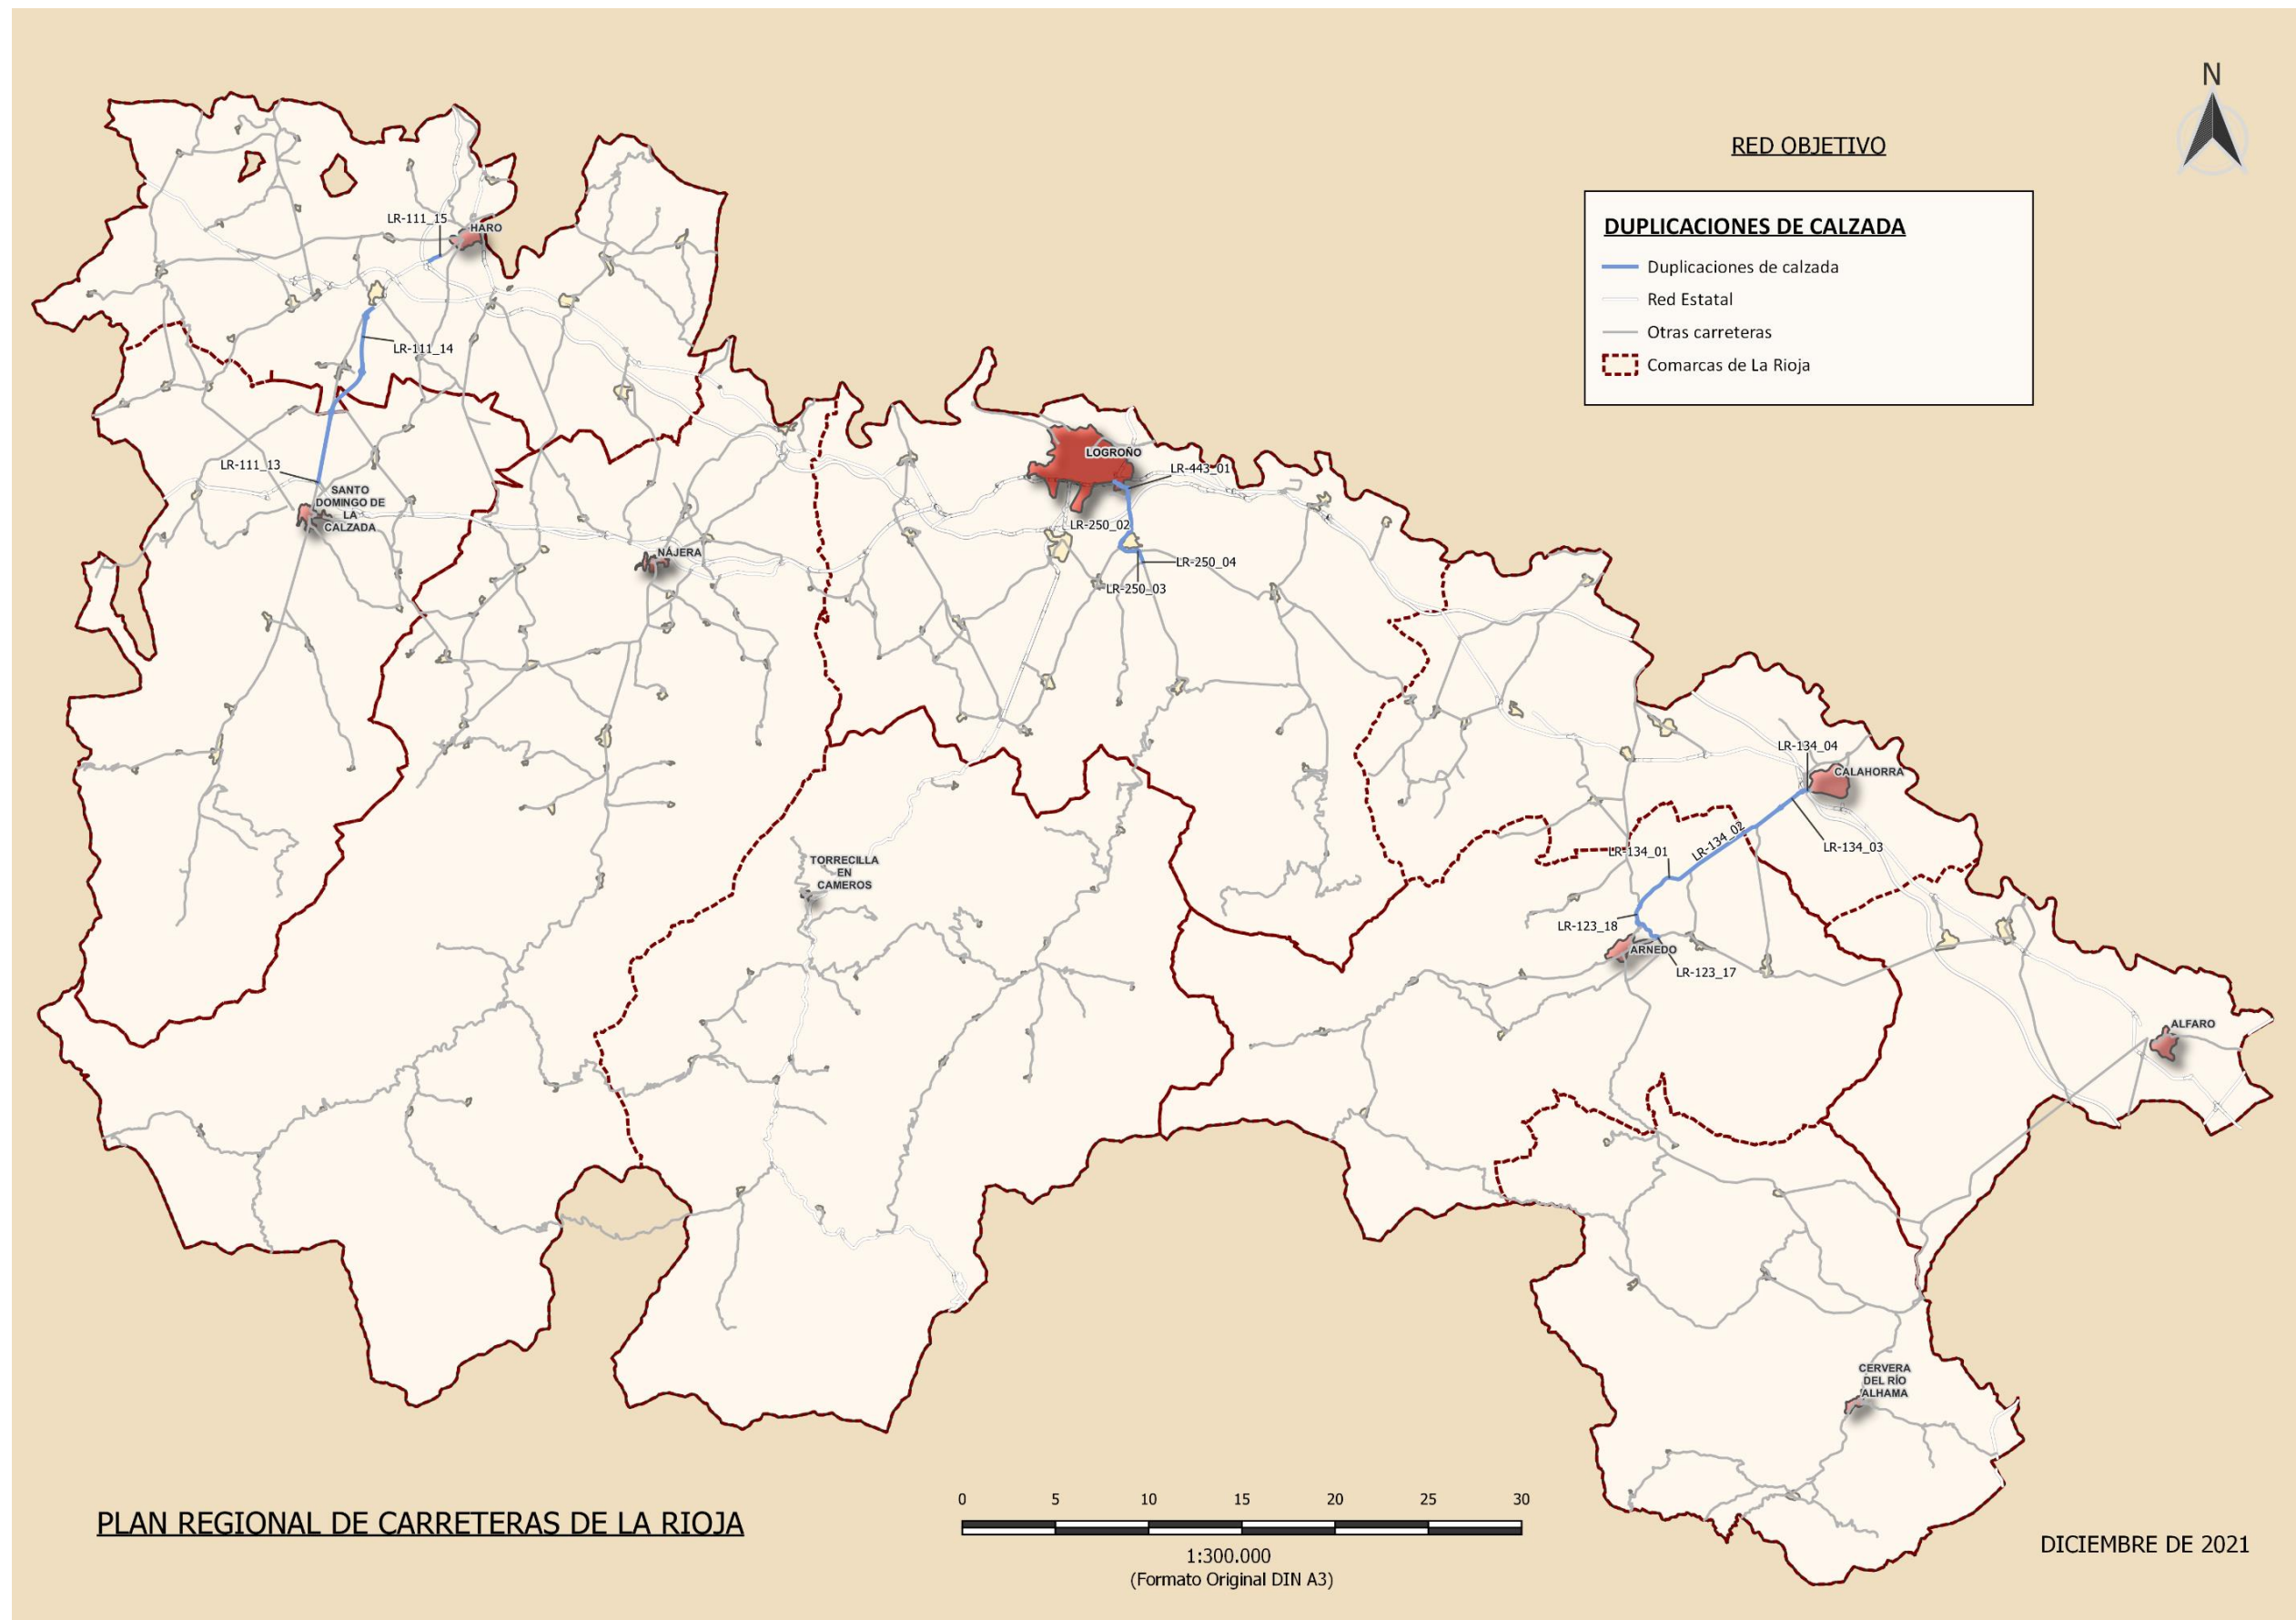 N
RED OBJETIVO
DUPLICACIONES DE CALZADA
Duplicaciones de calzada
Red Estatal
Otras carreteras
Comarcas de La Rioja
LR-111_15
HARO
LR-111_14
LR-111_13
SANTO
DOMINGO DE
LA
CALZADA
NÁJERA
LOGROÑO
LR-443_01
LR-250_02
LR-250_04
LR-250_03
LR-134_04
CALAHORRA
LR-134_02
LR-134_03
LR-134_01
LR-123_18
ARNEDO
LR-123_17
TORRECILLA
EN
CAMEROS
ALFARO
CERVERA
DEL RÍO
ALHAMA
PLAN REGIONAL DE CARRETERAS DE LA RIOJA
0 5 10 15 20 25 30
1:300.000
(Formato Original DIN A3)
DICIEMBRE DE 2021